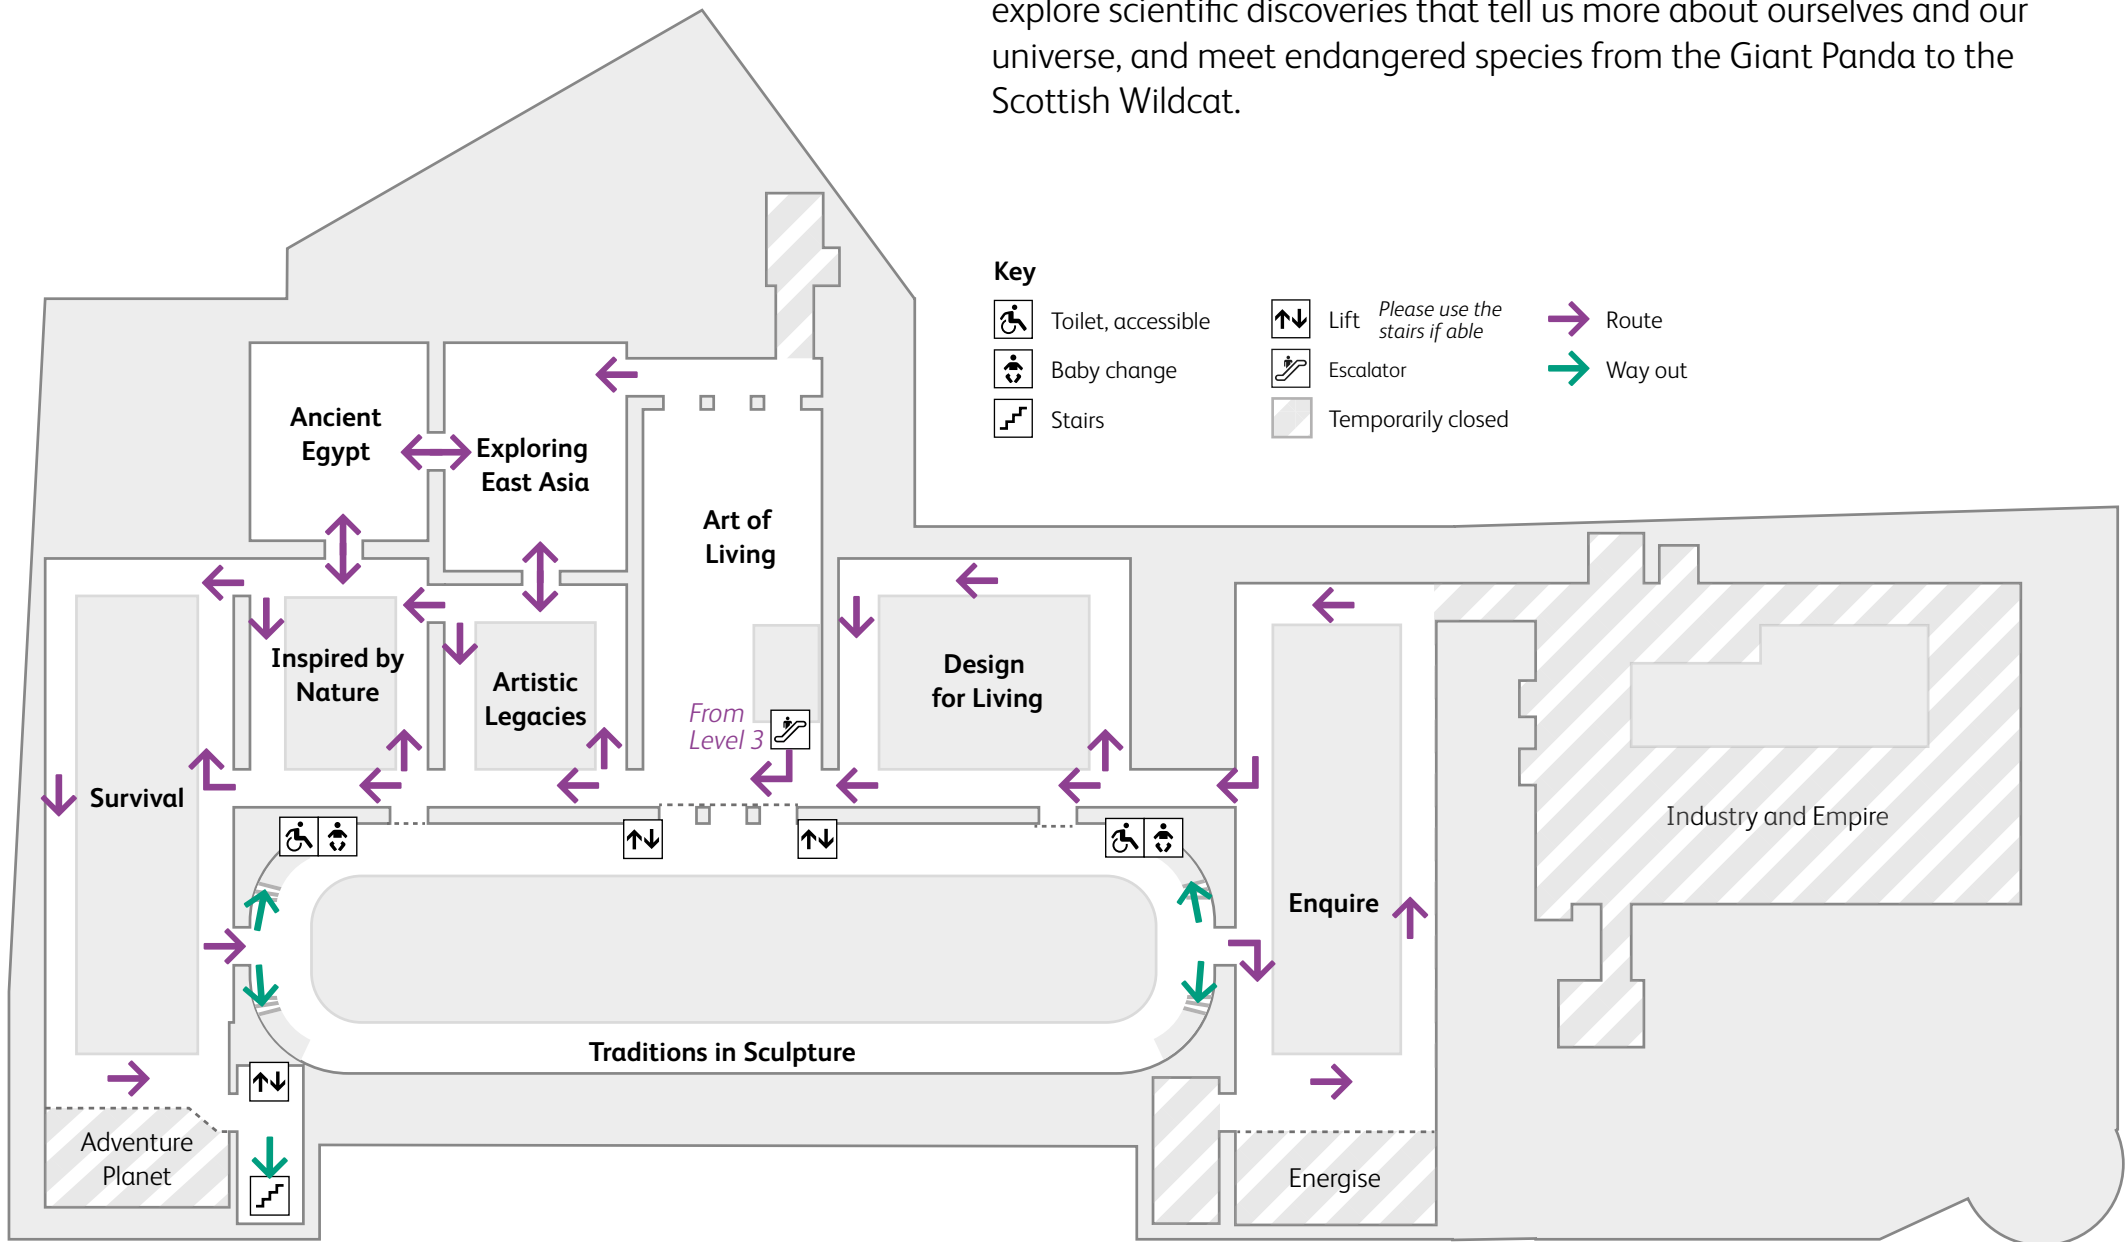 explore scientific discoveries that tell us more about ourselves and our
universe, and meet endangered species from the Giant Panda to the
Scottish Wildcat.
Key
Toilet, accessible
Baby change
Stairs
Lift
Please use the
stairs if able
Escalator
Temporarily closed
Route
Way out
Ancient
Egypt
Exploring
East Asia
Art of
Living
Inspired by
Nature
Artistic
Legacies
From
Level 3
Design
for Living
Survival
Industry and Empire
Enquire
Traditions in Sculpture
Adventure
Planet
Energise